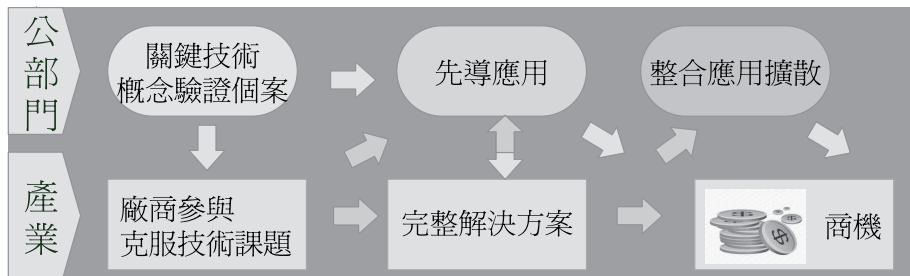 公部門
關鍵技術
概念驗證個案
先導應用
整合應用擴散
產業
廠商參與
克服技術課題
完整解決方案
商機